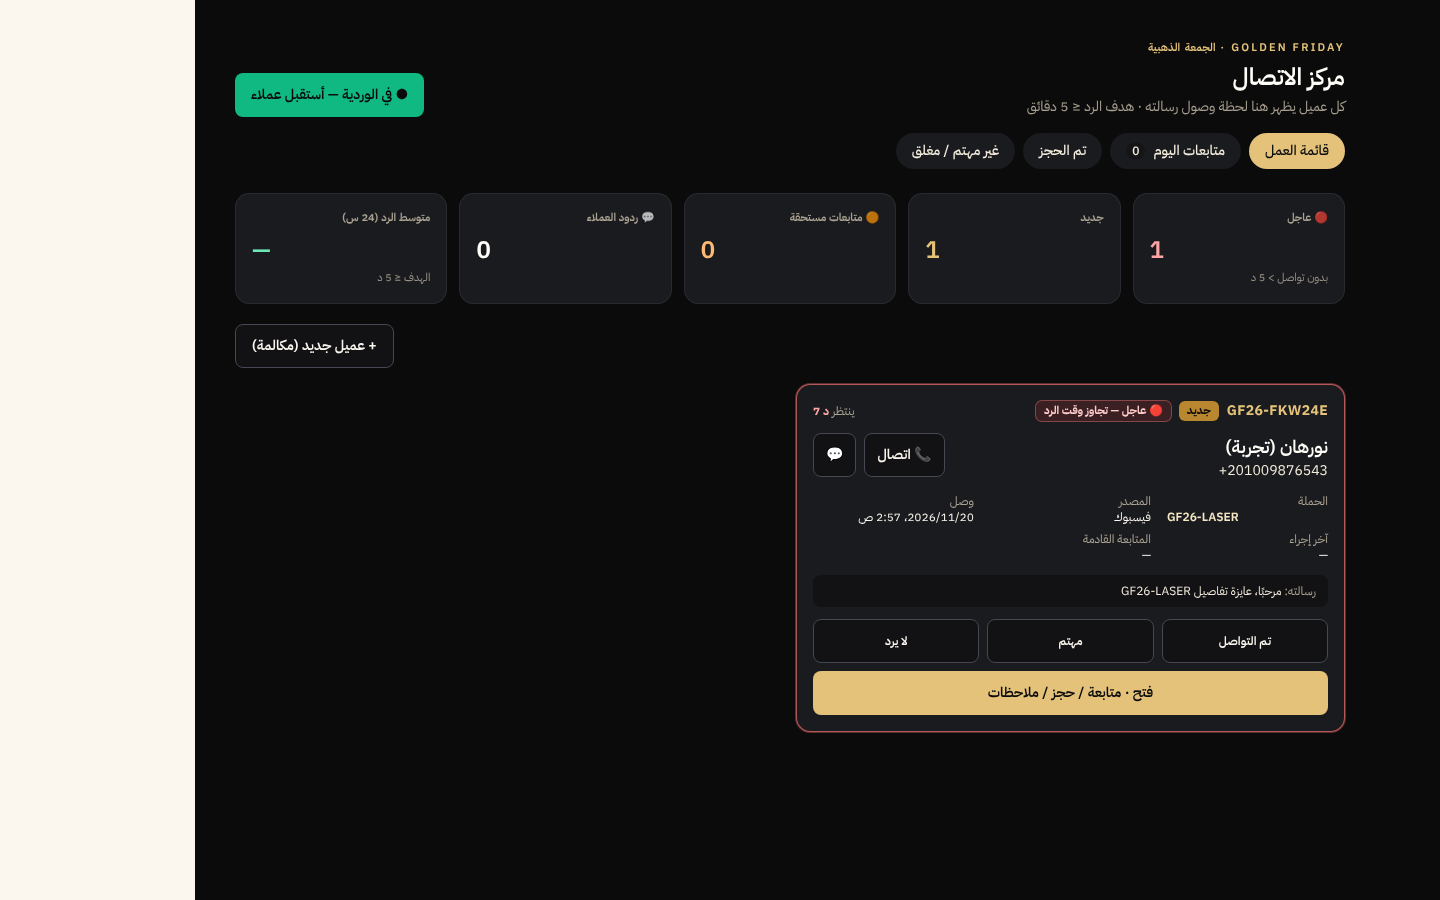 GOLDEN FRIDAY · الجمعة الذهبية
مركز الاتصال
كل عميل يظهر هنا لحظة وصول رسالته · هدف الرد ≤ 5 دقائق
● في الوردية — أستقبل عملاء
قائمة العمل
متابعات اليوم 0
تم الحجز
غير مهتم / مغلق
🔴 عاجل
1
بدون تواصل > 5 د
جديد
1
🟠 متابعات مستحقة
0
💬 ردود العملاء
0
متوسط الرد (24 س)
—
الهدف ≤ 5 د
+ عميل جديد (مكالمة)
GF26-FKW24E جديد 🔴 عاجل — تجاوز وقت الرد ينتظر 7 د
نورهان (تجربة)
+201009876543
📞 اتصال
💬
الحملة
GF26-LASER
المصدر
فيسبوك
وصل
2026/11/20، 2:57 ص
آخر إجراء
—
المتابعة القادمة
—
رسالته: مرحبًا، عايزة تفاصيل GF26-LASER
تم التواصل
مهتم
لا يرد
فتح · متابعة / حجز / ملاحظات